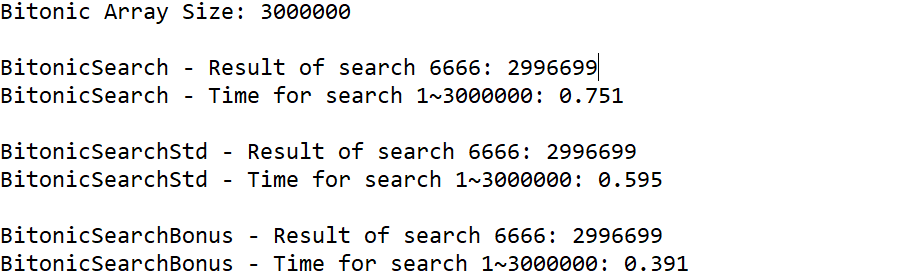 Bitonic Array Size: 3000000
BitonicSearch - Result of search 6666: 2996699
BitonicSearch - Time for search 1~3000000: 0.751
BitonicSearchStd - Result of search 6666: 2996699
BitonicSearchStd - Time for search 1~3000000: 0.595
BitonicSearchBonus - Result of search 6666: 2996699
BitonicSearchBonus - Time for search 1~3000000: 0.391